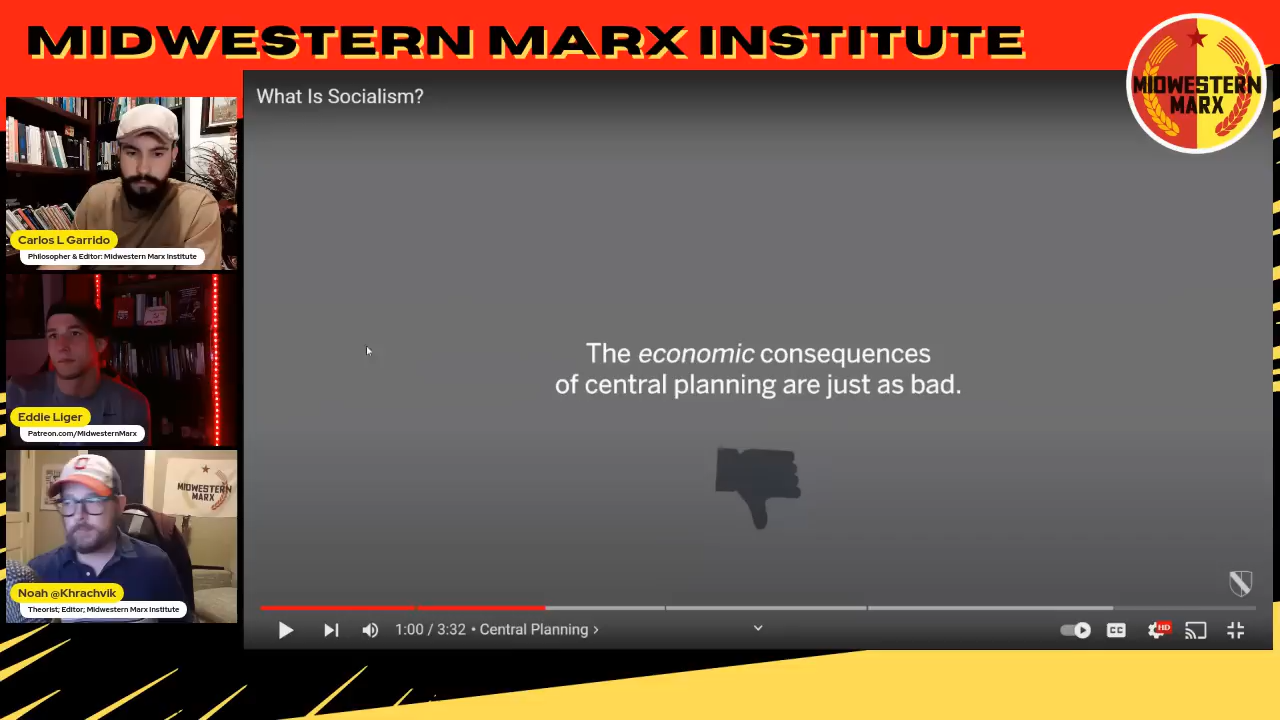 MIDWESTERN MARX INSTITUTE
MIDWESTERN
MARX
What Is Socialism?
Carlos L Garrido
Philosopher & Editor: Midwestern Marx Institute
Eddie Liger
Patreon.com/MidwesternMarx
MIDWESTERN
MARX
Noah @Khrachvik
Theorist; Editor; Midwestern Marx Institute
The economic consequences
of central planning are just as bad.
1:00 / 3:32 • Central Planning >
CC
HD